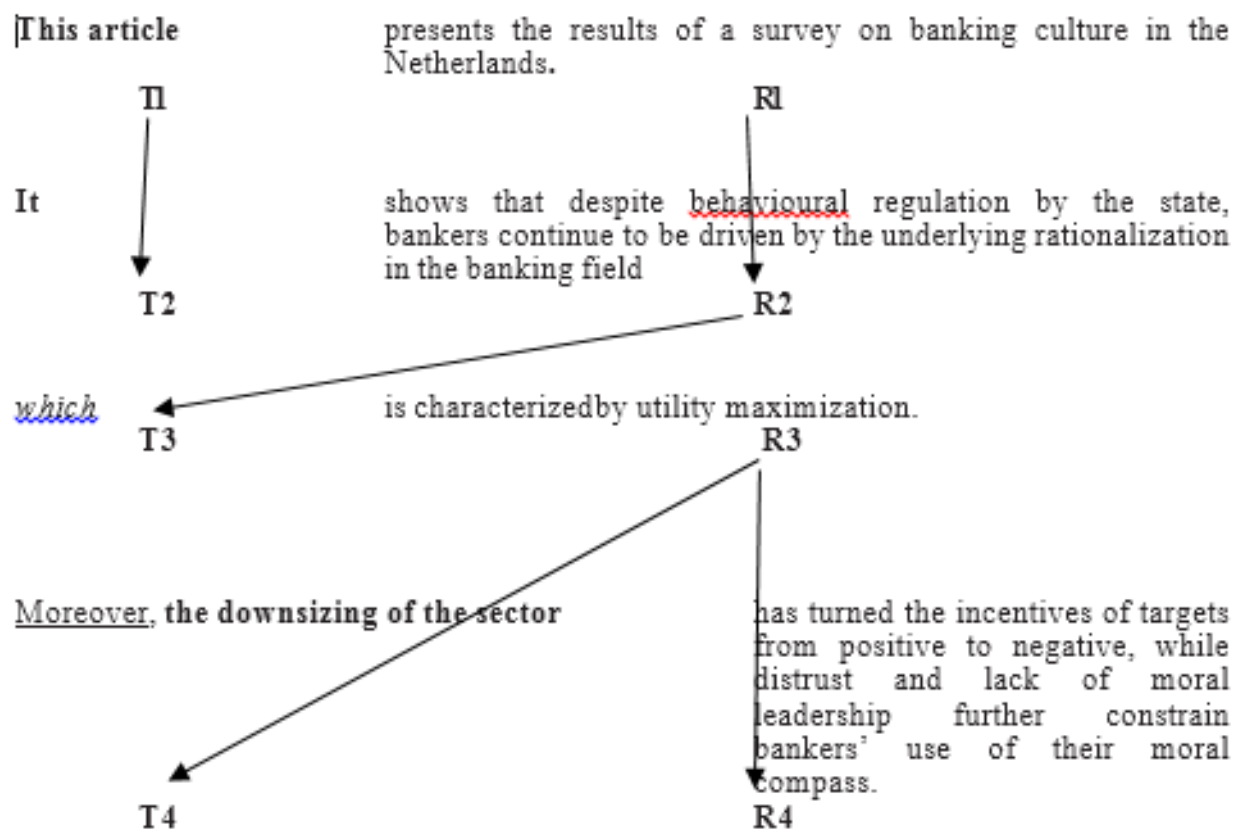 This article presents the results of a survey on banking culture in the
Netherlands.
T1 R1
It shows that despite behavioural regulation by the state,
bankers continue to be driven by the underlying rationalization
in the banking field
T2 R2
which is characterizedby utility maximization.
T3 R3
Moreover, the downsizing of the sector has turned the incentives of targets
from positive to negative, while
distrust and lack of moral
leadership further constrain
bankers’ use of their moral
compass.
T4 R4